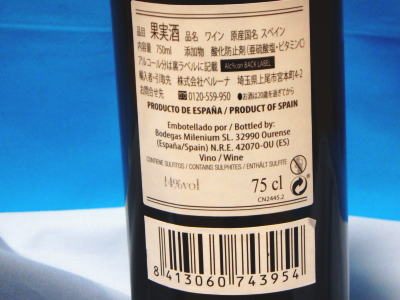 品目 果実酒 品名 ワイン 原産国名 スペイン
内容量 750ml 添加物 酸化防止剤(亜硫酸塩・ビタミンC)
アルコール分は裏ラベルに記載 Alc%on BACK LABEL
輸入者・引取先 株式会社ベルーナ 埼玉県上尾市宮本町4-2
お問合せ先 0120-559-950 ●お酒は20歳を過ぎてから
PRODUCTO DE ESPAÑA / PRODUCT OF SPAIN
Embotellado por / Bottled by:
Bodegas Milenium SL. 32990 Ourense
(España/Spain) N.R.E. 42070-OU (ES)
Vino / Wine
CONTIENE SULFITOS / CONTAINS SULPHITES / ENTHÄLT SULFITE
14%vol 75 cl
CN2445.2
8 413060 743954